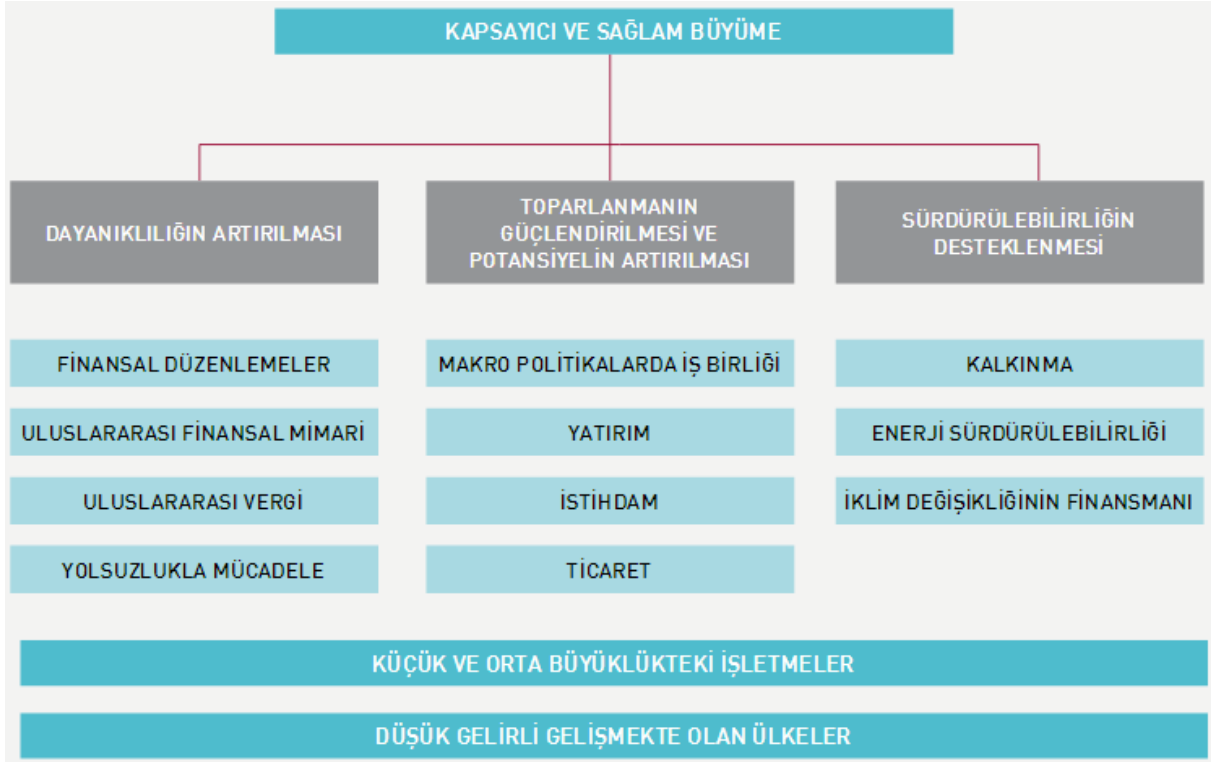 KAPSAYICI VE SAĞLAM BÜYÜME
DAYANIKLILIĞIN ARTIRILMASI
TOPARLANMANIN
GÜÇLENDİRİLMESİ VE
POTANSİYELİN ARTIRILMASI
SÜRDÜRÜLEBİLİRLİĞİN
DESTEKLENMESİ
FİNANSAL DÜZENLEMELER
ULUSLARARASI FİNANSAL MİMARİ
ULUSLARARASI VERGİ
YOLSUZLUKLA MÜCADELE
MAKRO POLİTİKALARDA İŞ BİRLİĞİ
YATIRIM
İSTİHDAM
TİCARET
KALKINMA
ENERJİ SÜRDÜRÜLEBİLİRLİĞİ
İKLİM DEĞİŞİKLİĞİNİN FİNANSMANI
KÜÇÜK VE ORTA BÜYÜKLÜKTEKİ İŞLETMELER
DÜŞÜK GELİRLİ GELİŞMEKTE OLAN ÜLKELER